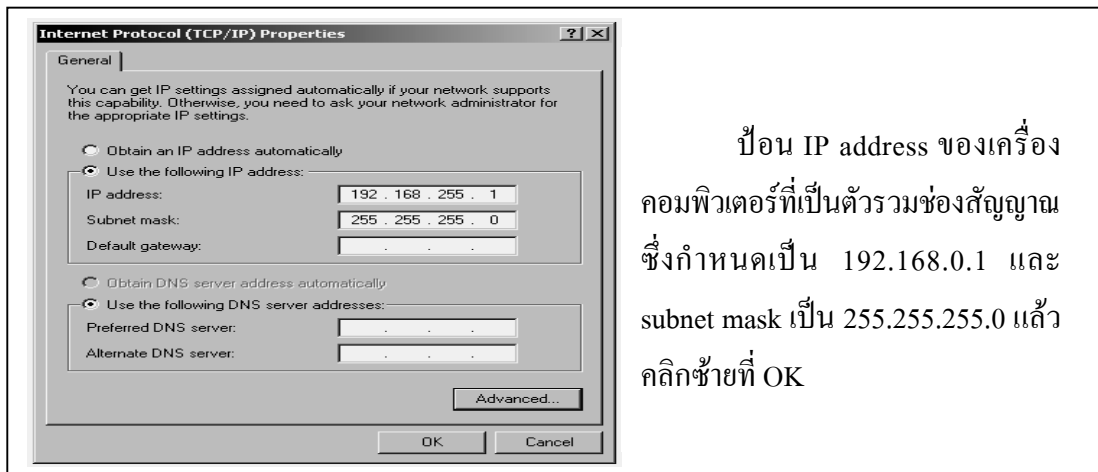 Internet Protocol (TCP/IP) Properties
General
You can get IP settings assigned automatically if your network supports
this capability. Otherwise, you need to ask your network administrator for
the appropriate IP settings.
Obtain an IP address automatically
Use the following IP address:
IP address: 192 . 168 . 255 . 1
Subnet mask: 255 . 255 . 255 . 0
Default gateway: . . .
Obtain DNS server address automatically
Use the following DNS server addresses:
Preferred DNS server: . . .
Alternate DNS server: . . .
Advanced...
OK Cancel
ป้อน IP address ของเครื่อง
คอมพิวเตอร์ที่เป็นตัวรวมช่องสัญญาณ
ซึ่งกำหนดเป็น 192.168.0.1 และ
subnet mask เป็น 255.255.255.0 แล้ว
คลิกซ้ายที่ OK